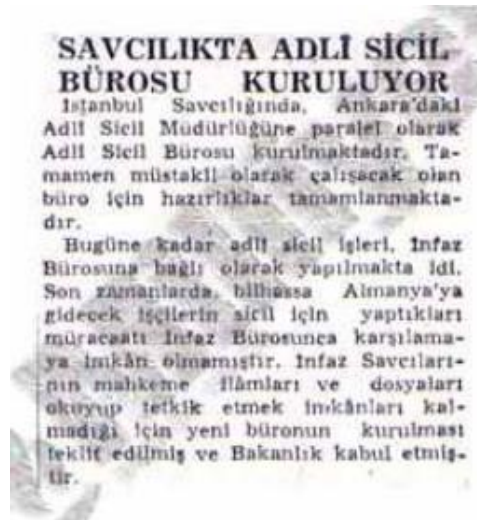 SAVCILIKTA ADLÎ SİCİL
BÜROSU KURULUYOR
İstanbul Savcılığında, Ankara'daki
Adlî Sicil Müdürlüğüne paralel olarak
Adlî Sicil Bürosu kurulmaktadır. Ta-
mamen müstakil olarak çalışacak olan
büro için hazırlıklar tamamlanmakta-
dır.
Bugüne kadar adlî sicil işleri, İnfaz
Bürosuna bağlı olarak yapılmakta idi.
Son zamanlarda, bilhassa Almanya'ya
gidecek işçilerin sicil için yaptıkları
müracaatı İnfaz Bürosunca karşılama-
ya imkân olmamıştır. İnfaz Savcıları-
nın mahkeme ilâmları ve dosyaları
okuyup tetkik etmek imkânları kal-
madığı için yeni büronun kurulması
teklif edilmiş ve Bakanlık kabul etmiş-
tir.